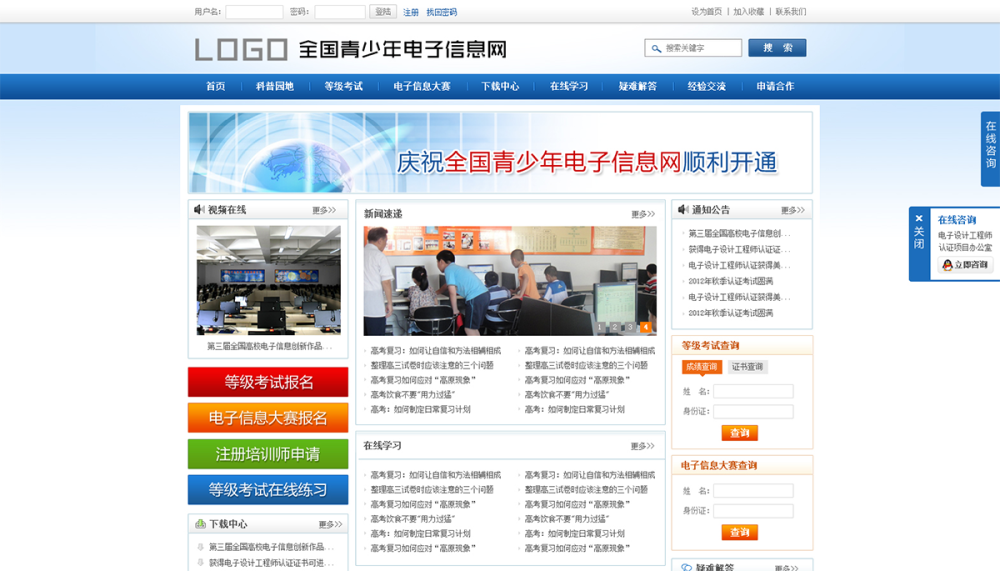 用户名:
密码:
登陆
注册
找回密码
设为首页 | 加入收藏 | 联系我们
LOGO 全国青少年电子信息网
搜索关键字
搜 索
首页
科普园地
等级考试
电子信息大赛
下载中心
在线学习
疑难解答
经验交流
申请合作
庆祝全国青少年电子信息网顺利开通
在线咨询
关闭
在线咨询
电子设计工程师
认证项目办公室
立即咨询
视频在线
更多>>
第三届全国高校电子信息创新作品...
等级考试报名
电子信息大赛报名
注册培训师申请
等级考试在线练习
下载中心
更多>>
第三届全国高校电子信息创新作品...
获得电子设计工程师认证证书可进...
新闻速递
更多>>
1 2 3 4
高考复习：如何让自信和方法相辅相成
高考复习：如何让自信和方法相辅相成
整理高三试卷时应该注意的三个问题
整理高三试卷时应该注意的三个问题
高考复习如何应对“高原现象”
高考复习如何应对“高原现象”
高考饮食不要"用力过猛"
高考饮食不要"用力过猛"
高考：如何制定日常复习计划
高考：如何制定日常复习计划
在线学习
更多>>
高考复习：如何让自信和方法相辅相成
高考复习：如何让自信和方法相辅相成
整理高三试卷时应该注意的三个问题
整理高三试卷时应该注意的三个问题
高考复习如何应对“高原现象”
高考复习如何应对“高原现象”
高考饮食不要"用力过猛"
高考饮食不要"用力过猛"
高考：如何制定日常复习计划
高考：如何制定日常复习计划
高考复习如何应对“高原现象”
高考复习如何应对“高原现象”
通知公告
更多>>
第三届全国高校电子信息创...
获得电子设计工程师认证证...
电子设计工程师认证获得美...
2012年秋季认证考试圆满
电子设计工程师认证获得美...
2012年秋季认证考试圆满
等级考试查询
成绩查询
证书查询
姓 名:
身份证:
查询
电子信息大赛查询
姓 名:
身份证:
查询
疑难解答
更多>>